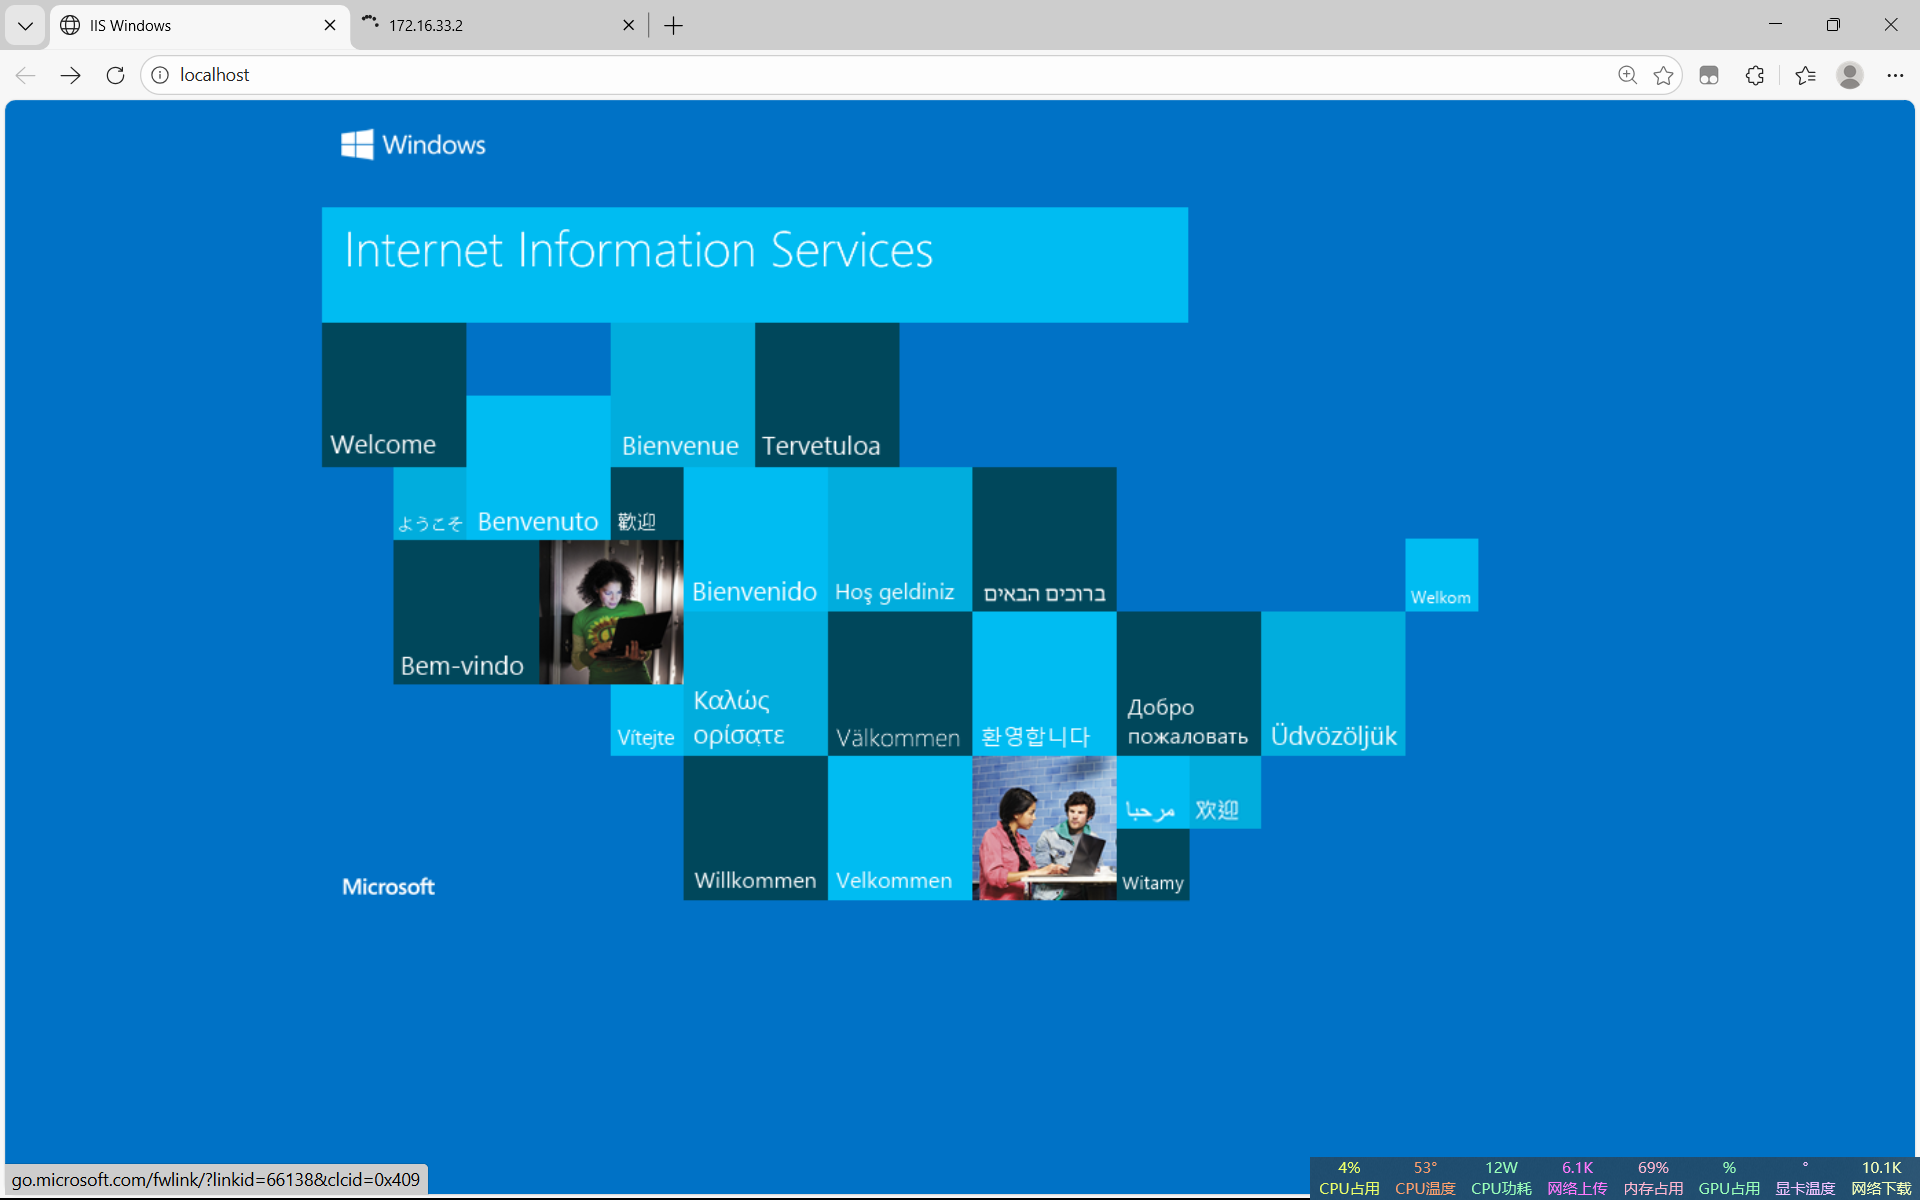 IIS Windows
172.16.33.2
localhost
Windows
Internet Information Services
Welcome
Bienvenue
Tervetuloa
ようこそ
Benvenuto
歡迎
Bienvenido
Hoş geldiniz
ברוכים הבאים
Welkom
Bem-vindo
Vítejte
Καλώς
ορίσατε
Välkommen
환영합니다
Добро
пожаловать
Üdvözöljük
مرحبا
欢迎
Willkommen
Velkommen
Witamy
Microsoft
go.microsoft.com/fwlink/?linkid=66138&clcid=0x409
4% 53° 12W 6.1K 69% % ° 10.1K
CPU占用 CPU温度 CPU功耗 网络上传 内存占用 GPU占用 显卡温度 网络下载